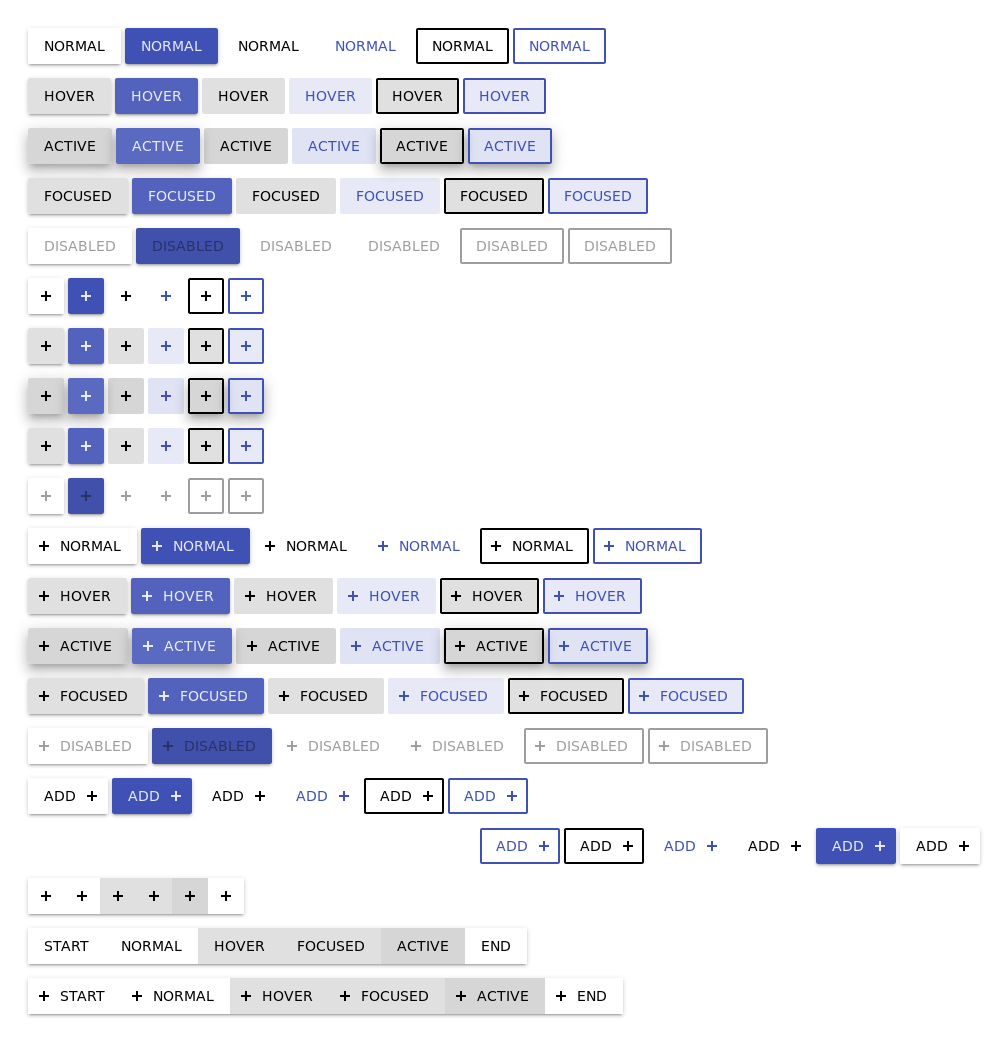 NORMAL NORMAL NORMAL NORMAL NORMAL NORMAL
HOVER HOVER HOVER HOVER HOVER HOVER
ACTIVE ACTIVE ACTIVE ACTIVE ACTIVE ACTIVE
FOCUSED FOCUSED FOCUSED FOCUSED FOCUSED FOCUSED
DISABLED DISABLED DISABLED DISABLED DISABLED DISABLED
+ + + + + +
+ + + + + +
+ + + + + +
+ + + + + +
+ + + + + +
+ NORMAL + NORMAL + NORMAL + NORMAL + NORMAL + NORMAL
+ HOVER + HOVER + HOVER + HOVER + HOVER + HOVER
+ ACTIVE + ACTIVE + ACTIVE + ACTIVE + ACTIVE + ACTIVE
+ FOCUSED + FOCUSED + FOCUSED + FOCUSED + FOCUSED + FOCUSED
+ DISABLED + DISABLED + DISABLED + DISABLED + DISABLED + DISABLED
ADD + ADD + ADD + ADD + ADD + ADD +
ADD + ADD + ADD + ADD + ADD + ADD +
+ + + + + +
START NORMAL HOVER FOCUSED ACTIVE END
+ START + NORMAL + HOVER + FOCUSED + ACTIVE + END